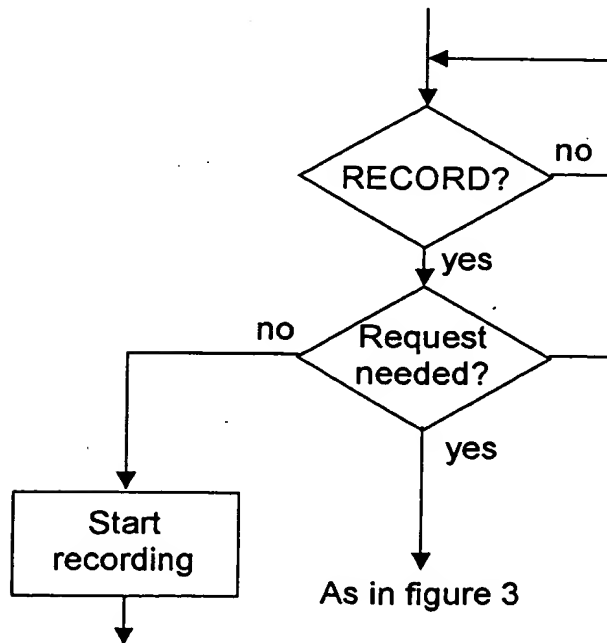 RECORD?
no
yes
no
Request
needed?
yes
Start
recording
As in figure 3